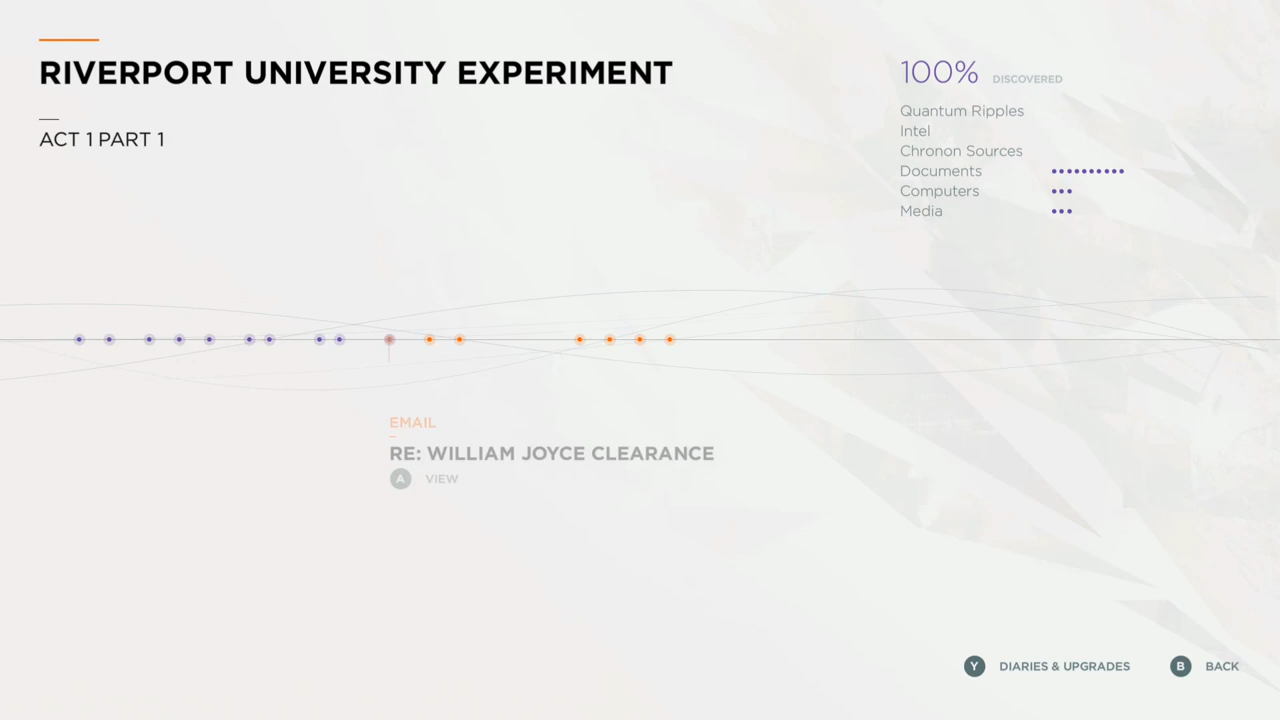 RIVERPORT UNIVERSITY EXPERIMENT
ACT 1 PART 1
100% DISCOVERED
Quantum Ripples
Intel
Chronon Sources
Documents
Computers
Media
EMAIL
RE: WILLIAM JOYCE CLEARANCE
A VIEW
Y DIARIES & UPGRADES B BACK